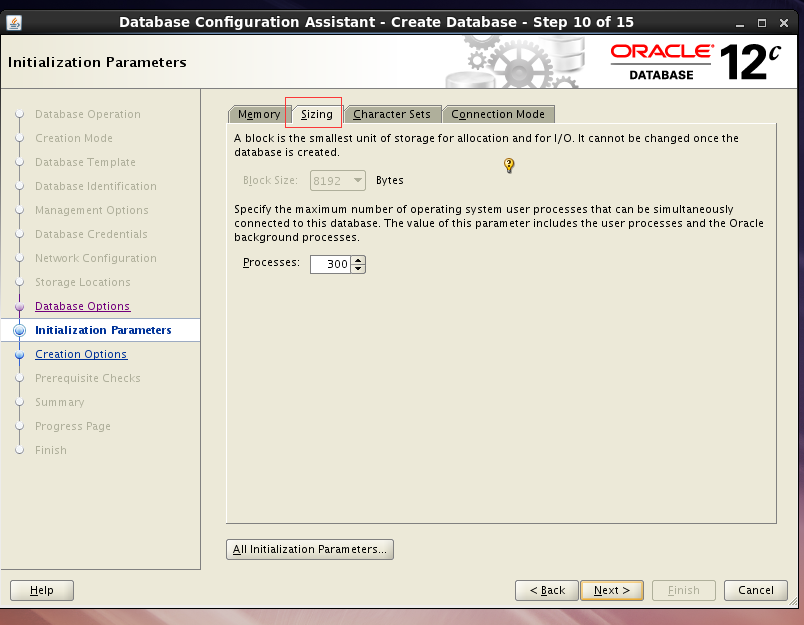 Database Configuration Assistant - Create Database - Step 10 of 15
Initialization Parameters
ORACLE
DATABASE
12c
Database Operation
Creation Mode
Database Template
Database Identification
Management Options
Database Credentials
Network Configuration
Storage Locations
Database Options
Initialization Parameters
Creation Options
Prerequisite Checks
Summary
Progress Page
Finish
Memory
Sizing
Character Sets
Connection Mode
A block is the smallest unit of storage for allocation and for I/O. It cannot be changed once the
database is created.
Block Size: 8192 Bytes
Specify the maximum number of operating system user processes that can be simultaneously
connected to this database. The value of this parameter includes the user processes and the Oracle
background processes.
Processes: 300
All Initialization Parameters...
Help
< Back
Next >
Finish
Cancel